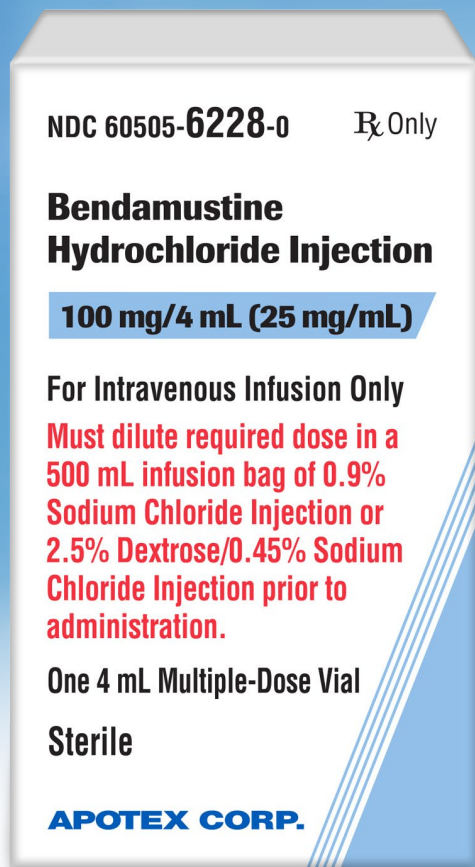 NDC 60505-6228-0 Rx Only
Bendamustine
Hydrochloride Injection
100 mg/4 mL (25 mg/mL)
For Intravenous Infusion Only
Must dilute required dose in a
500 mL infusion bag of 0.9%
Sodium Chloride Injection or
2.5% Dextrose/0.45% Sodium
Chloride Injection prior to
administration.
One 4 mL Multiple-Dose Vial
Sterile
APOTEX CORP.